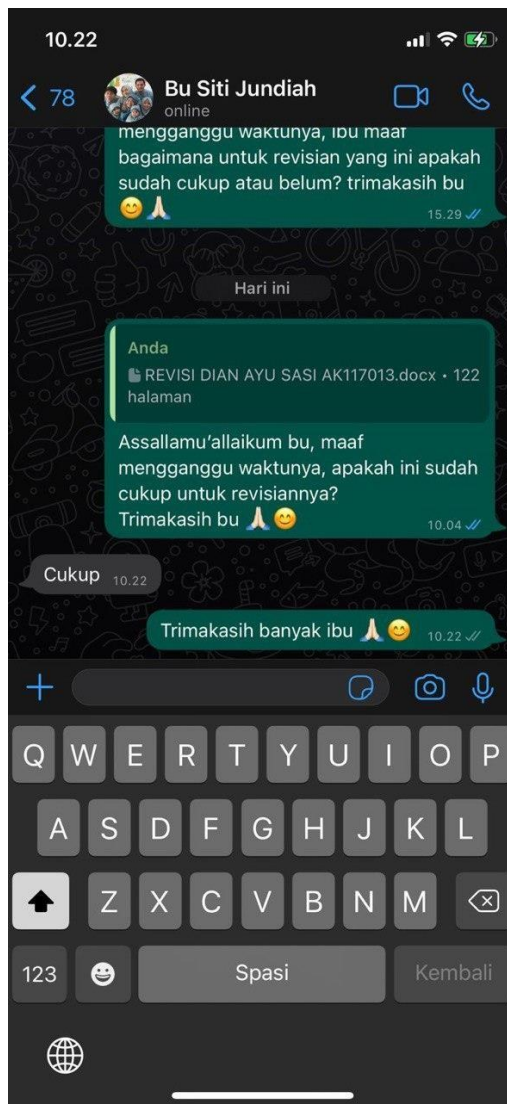 10.22
78
Bu Siti Jundiah
online
mengganggu waktunya, ibu maaf
bagaimana untuk revisian yang ini apakah
sudah cukup atau belum? trimakasih bu
😊🙏🏻
15.29
Hari ini
Anda
REVISI DIAN AYU SASI AK117013.docx • 122
halaman
Assallamu’allaikum bu, maaf
mengganggu waktunya, apakah ini sudah
cukup untuk revisiannya?
Trimakasih bu 🙏🏻😊
10.04
Cukup 10.22
Trimakasih banyak ibu 🙏🏻😊 10.22
Q W E R T Y U I O P
A S D F G H J K L
Z X C V B N M
123 Spasi Kembali